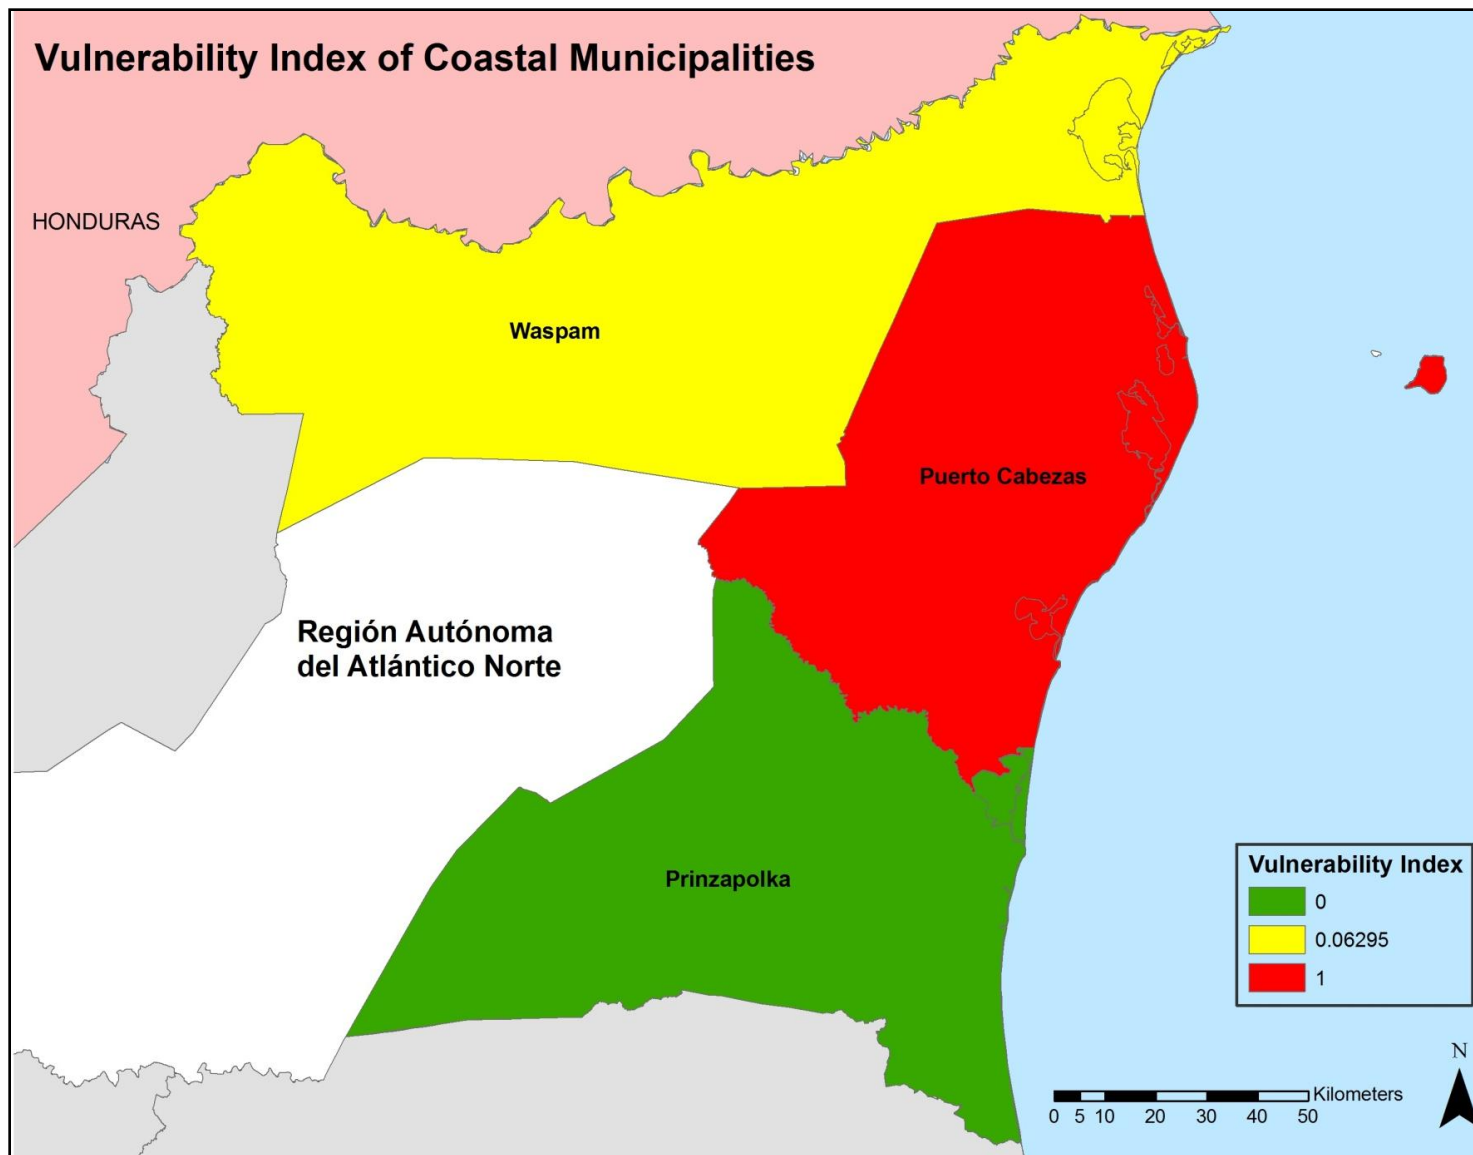 Vulnerability Index of Coastal Municipalities
HONDURAS
Waspam
Puerto Cabezas
Región Autónoma
del Atlántico Norte
Prinzapolka
Vulnerability Index
0
0.06295
1
N
Kilometers
0 5 10 20 30 40 50